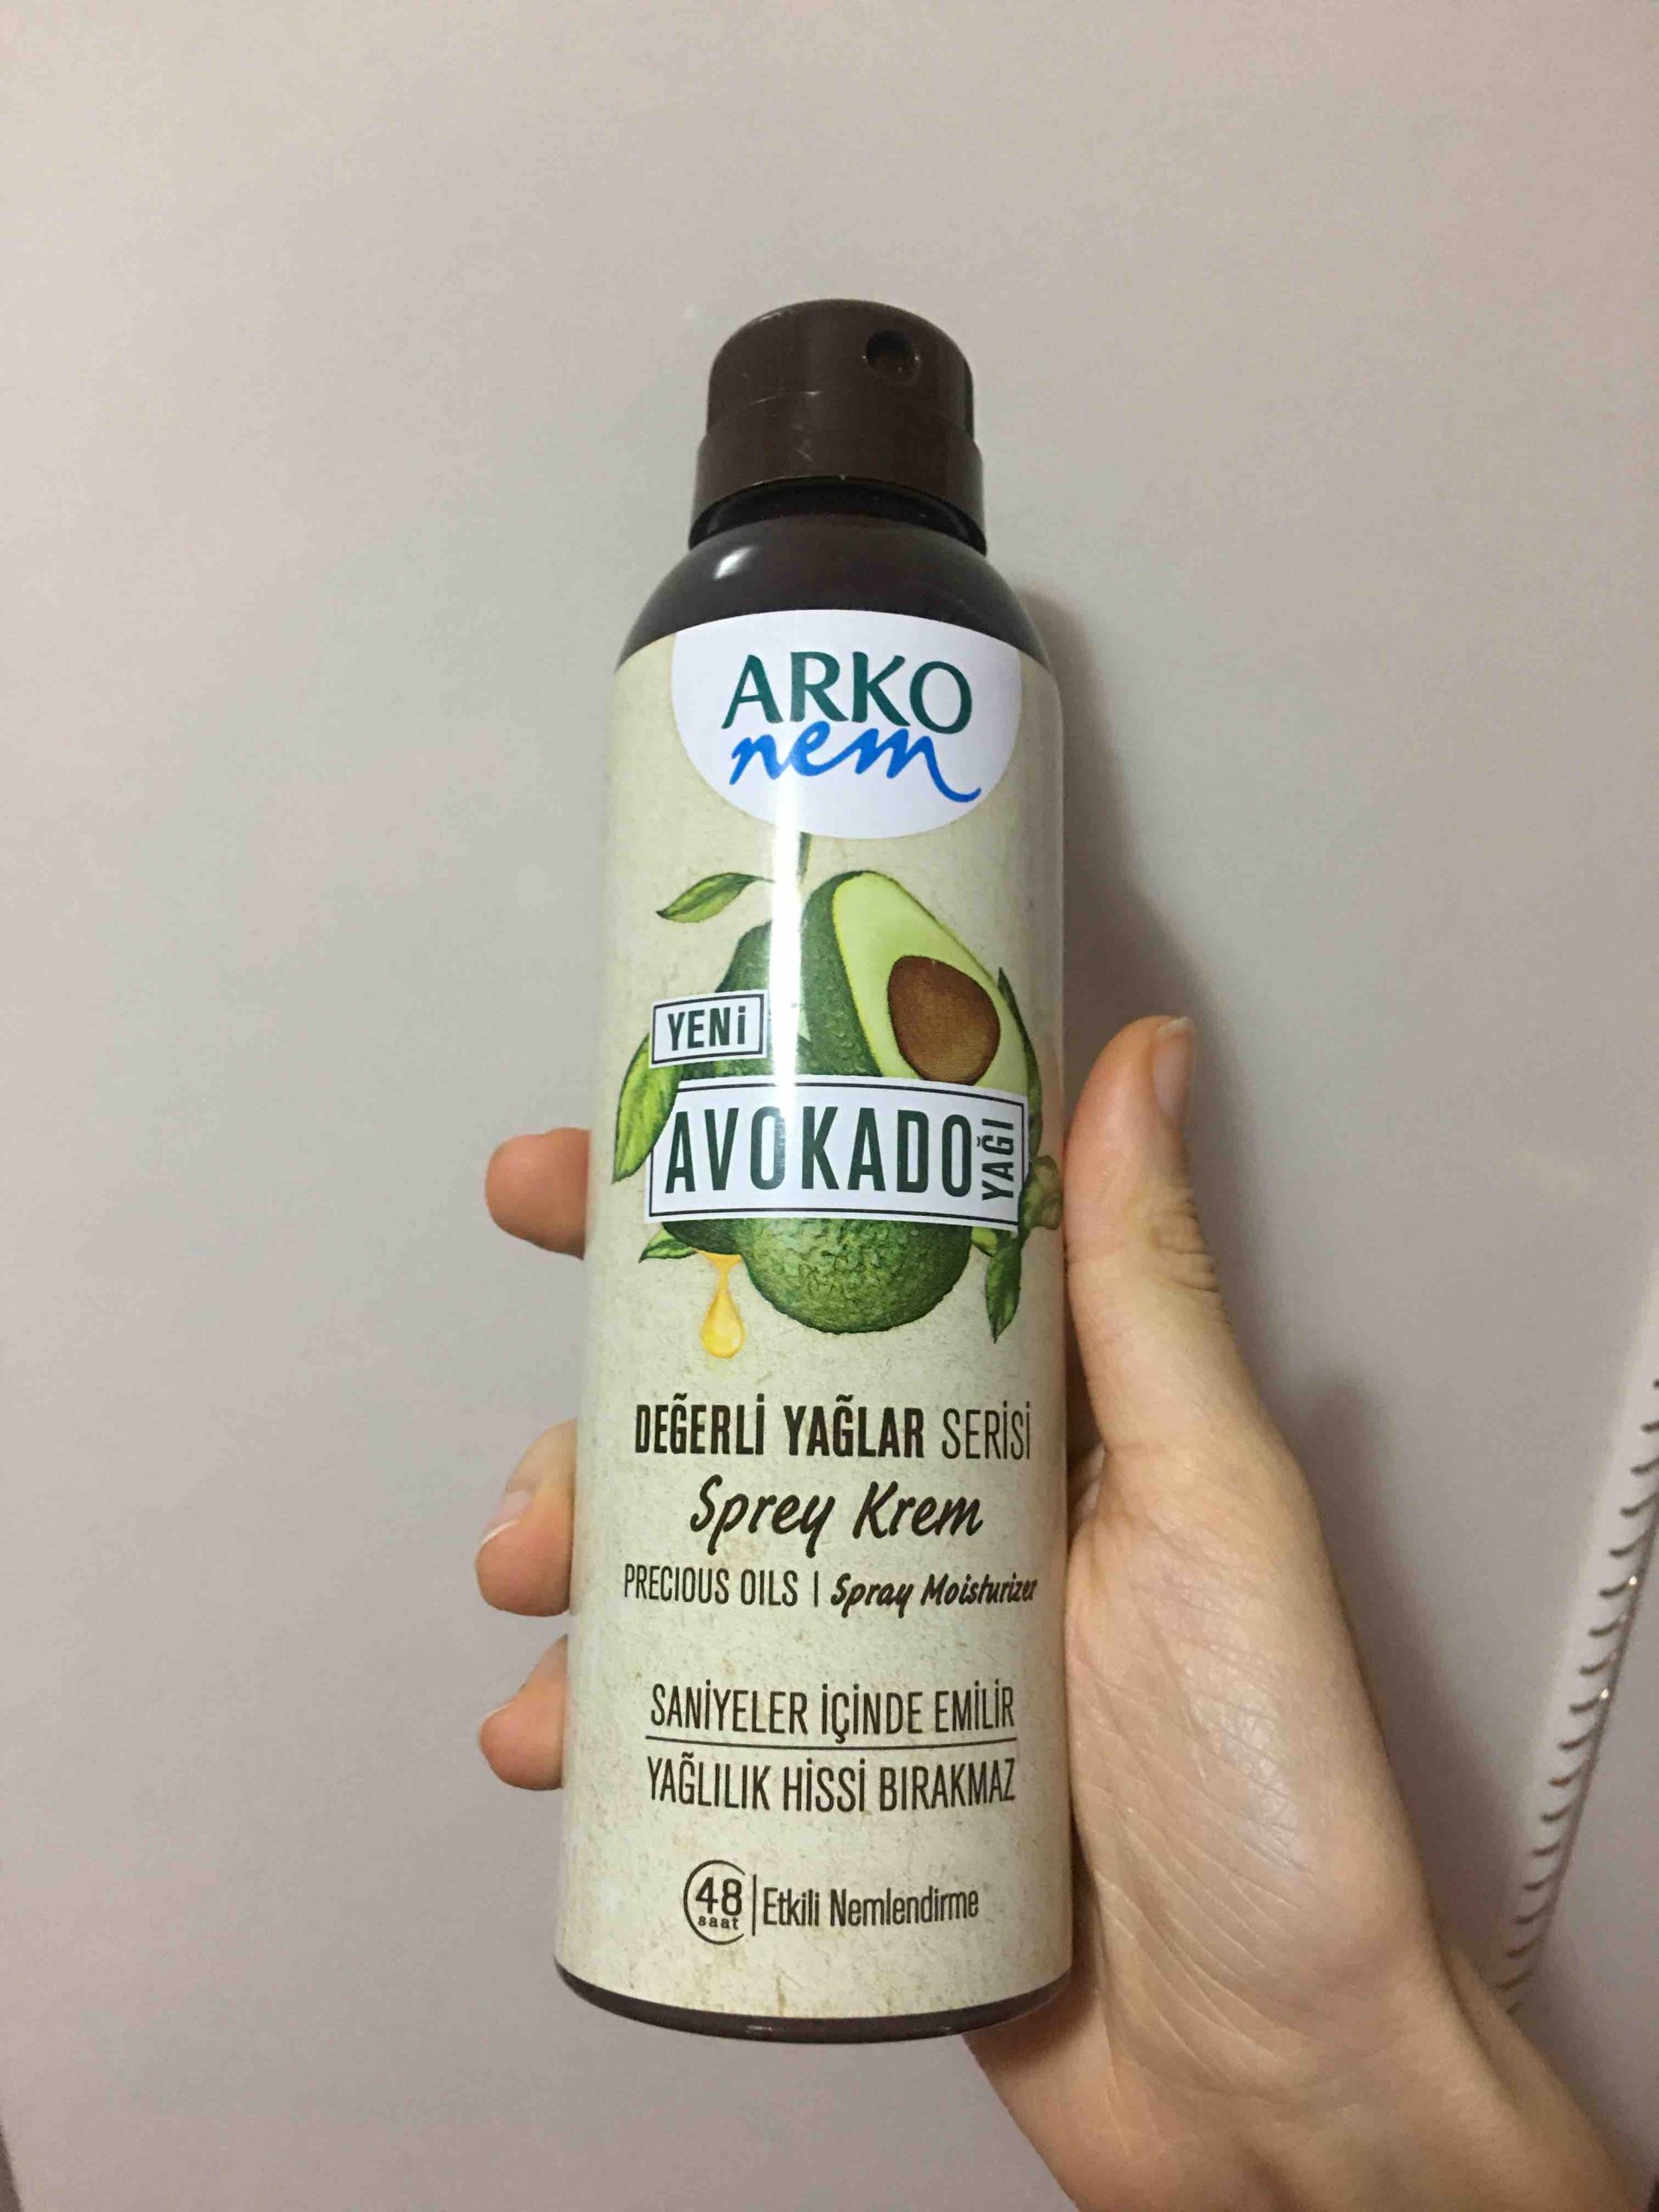 ARKO
nem
YENİ
AVOKADO YAĞI
DEĞERLİ YAĞLAR SERİSİ
Sprey Krem
PRECIOUS OILS | Spray Moisturizer
SANİYELER İÇİNDE EMİLİR
YAĞLILIK HİSSİ BIRAKMAZ
48 saat | Etkili Nemlendirme